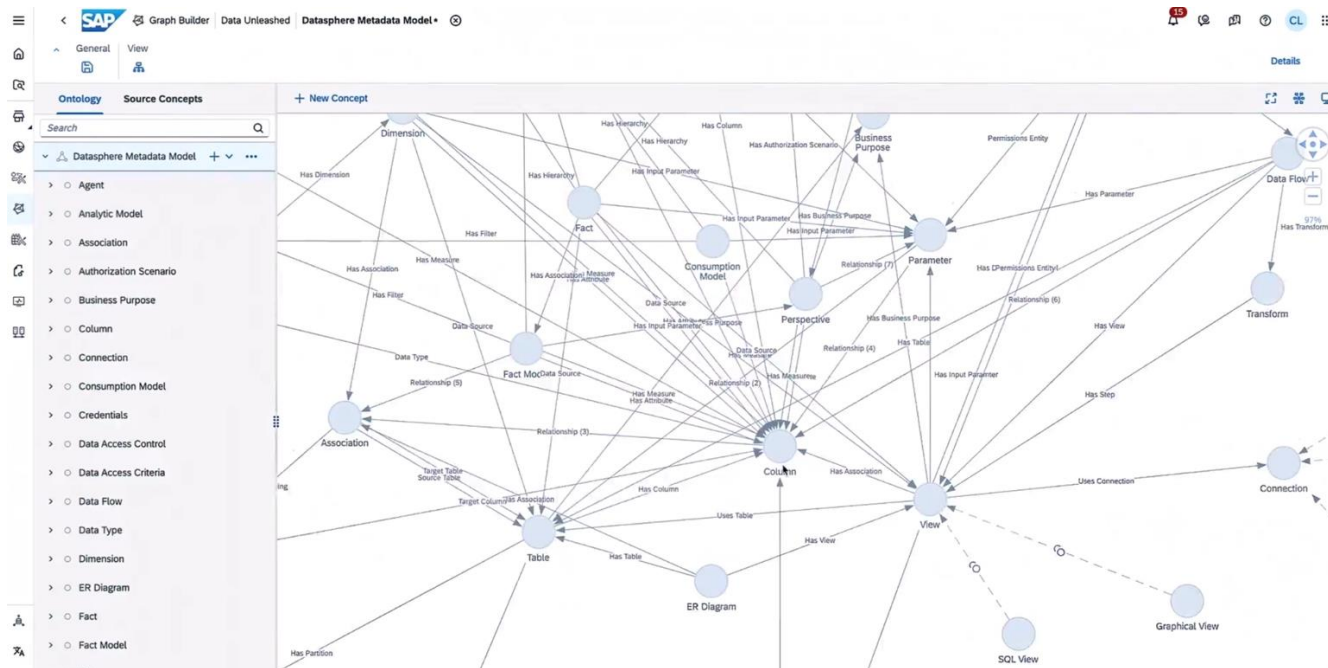 SAP Graph Builder Data Unleashed Datasphere Metadata Model*
15
CL
General View
Details
Ontology Source Concepts
+ New Concept
Search
Datasphere Metadata Model
Agent
Analytic Model
Association
Authorization Scenario
Business Purpose
Column
Connection
Consumption Model
Credentials
Data Access Control
Data Access Criteria
Data Flow
Data Type
Dimension
ER Diagram
Fact
Fact Model
Dimension
Has Hierarchy
Has Column
Has Hierarchy
Has Authorization Scenario
Business
Purpose
Permissions Entity
Has Dimension
Has Hierarchy
Has Input Parameter
Data Flow
Has Parameter
97%
Has Transform
Fact
Has Filter
Has Input Parameter
Has Business Purpose
Has Input Parameter
Parameter
Consumption
Model
Relationship (7)
Has Association
Has Measure
Has Association
Measure
Has Attribute
Has Filter
Data Source
Perspective
Relationship (6)
Transform
Data Source
Has Input Parameter
Has Business Purpose
Has View
Data Type
Fact Mod
Data Source
Data Source
Relationship (4)
Has Table
Relationship (5)
Relationship (2)
Has Measure
Has Input Parameter
Has Measure
Has Attribute
Has Step
Association
Relationship (3)
Column
Has Association
Connection
Target Table
Source Table
Has Column
Uses Connection
Target Column
Has Association
Table
Uses Table
View
Has Table
Has View
ER Diagram
Graphical View
SQL View
Has Partition